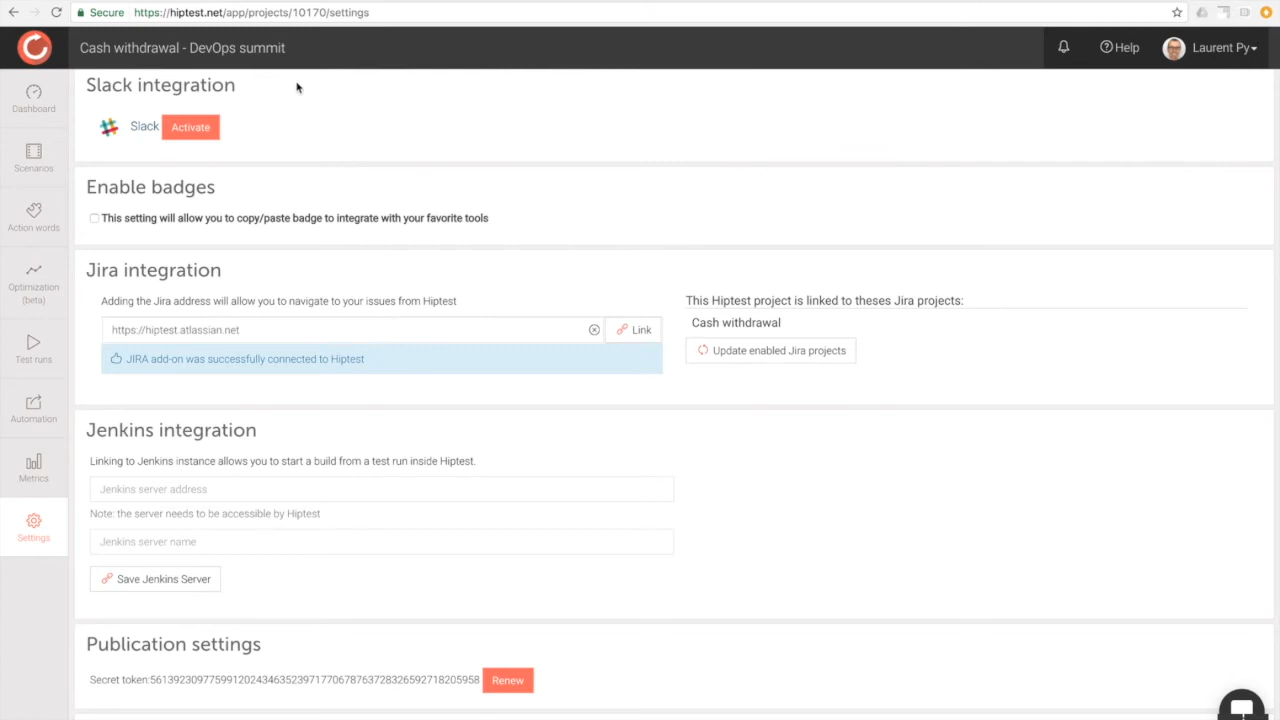 Secure https://hiptest.net/app/projects/10170/settings
Cash withdrawal - DevOps summit
Help
Laurent Py
Dashboard
Scenarios
Action words
Optimization
(beta)
Test runs
Automation
Metrics
Settings
Slack integration
Slack Activate
Enable badges
This setting will allow you to copy/paste badge to integrate with your favorite tools
Jira integration
Adding the Jira address will allow you to navigate to your issues from Hiptest
https://hiptest.atlassian.net
Link
JIRA add-on was successfully connected to Hiptest
This Hiptest project is linked to theses Jira projects:
Cash withdrawal
Update enabled Jira projects
Jenkins integration
Linking to Jenkins instance allows you to start a build from a test run inside Hiptest.
Jenkins server address
Note: the server needs to be accessible by Hiptest
Jenkins server name
Save Jenkins Server
Publication settings
Secret token:561392309775991202434635239717706787637283265927182059​58 Renew